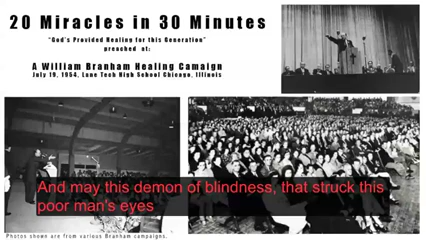 20 Miracles in 30 Minutes
"God's Provided Healing for this Generation"
preached at:
A William Branham Healing Camaign
July 19, 1954, Lane Tech High School Chicago, Illinois
And may this demon of blindness, that struck this
poor man's eyes
Photos shown are from various Branham campaigns.